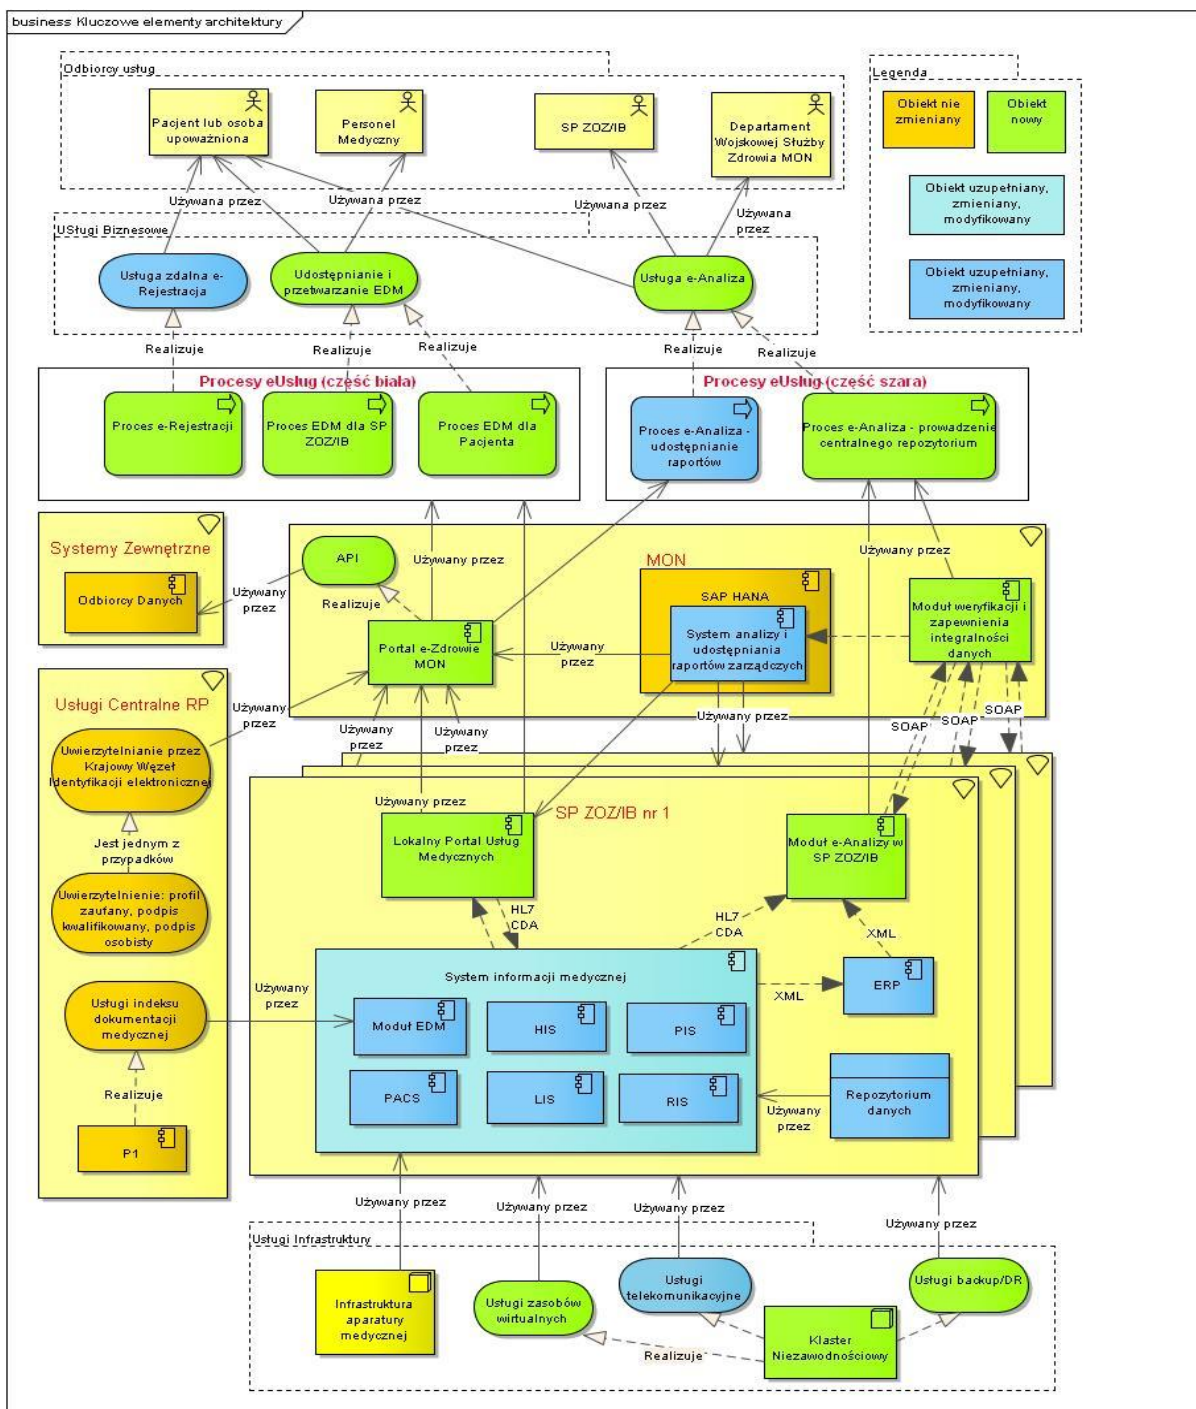 business Kluczowe elementy architektury
Odbiorcy usług
Pacjent lub osoba
upoważniona
Personel
Medyczny
SP ZOZ/IB
Departament
Wojskowej Służby
Zdrowia MON
Legenda
Obiekt nie
zmieniany
Obiekt
nowy
Obiekt uzupełniany,
zmieniany,
modyfikowany
Obiekt uzupełniany,
zmieniany,
modyfikowany
Używana przez
Używana przez
Używana przez
Używana
przez
USługi Biznesowe
Usługa zdalna e-
Rejestracja
Udostępnianie i
przetwarzanie EDM
Usługa e-Analiza
Realizuje
Realizuje
Realizuje
Realizuje
Realizuje
Procesy eUsług (część biała)
Proces e-Rejestracji
Proces EDM dla SP
ZOZ/IB
Proces EDM dla
Pacjenta
Procesy eUsług (część szara)
Proces e-Analiza -
udostępnianie
raportów
Proces e-Analiza - prowadzenie
centralnego repozytorium
Systemy Zewnętrzne
Odbiorcy Danych
Używany
przez
API
Realizuje
Używany przez
Portal e-Zdrowie
MON
MON
SAP HANA
System analizy i
udostępniania
raportów zarządczych
Używany
przez
Używany przez
Moduł weryfikacji i
zapewnienia
integralności
danych
Usługi Centralne RP
Używany
przez
Uwierzytelnianie przez
Krajowy Węzeł
Identyfikacji elektronicznej
Jest jednym z
przypadków
Uwierzytelnienie: profil
zaufany, podpis
kwalifikowany, podpis
osobisty
Usługi indeksu
dokumentacji
medycznej
Realizuje
P1
Używany
przez
Używany
przez
Używany
przez
Używany przez
Używany przez
SOAP
SOAP
SOAP
SP ZOZ/IB nr 1
Lokalny Portal Usług
Medycznych
Moduł e-Analizy w
SP ZOZ/IB
HL7
CDA
HL7
CDA
XML
System informacji medycznej
XML
ERP
Moduł EDM
HIS
PIS
PACS
LIS
RIS
Używany
przez
Repozytorium
danych
Używany przez
Używany przez
Używany przez
Używany przez
Usługi Infrastruktury
Infrastruktura
aparatury
medycznej
Usługi zasobów
wirtualnych
Usługi
telekomunikacyjne
Usługi backup/DR
Klaster
Niezawodnościowy
Realizuje